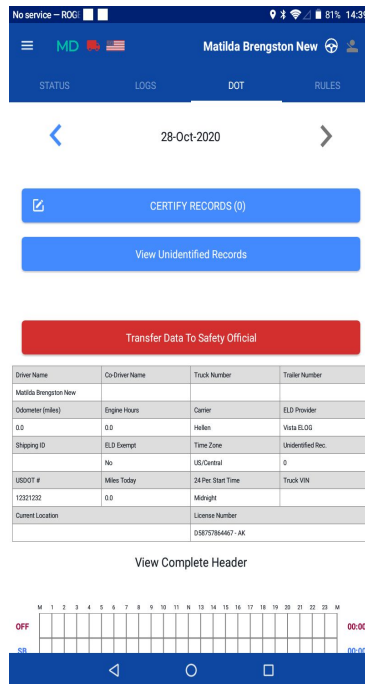 No service — ROGE 81% 14:39
MD Matilda Brengston New
STATUS LOGS DOT RULES
28-Oct-2020
CERTIFY RECORDS (0)
View Unidentified Records
Transfer Data To Safety Official
Driver Name Co-Driver Name Truck Number Trailer Number
Matilda Brengston New
Odometer (miles) Engine Hours Carrier ELD Provider
0.0 0.0 Hellen Vista ELOG
Shipping ID ELD Exempt Time Zone Unidentified Rec.
No US/Central 0
USDOT # Miles Today 24 Per. Start Time Truck VIN
12321232 0.0 Midnight
Current Location License Number
D58757864467 - AK
View Complete Header
M 1 2 3 4 5 6 7 8 9 10 11 N 13 14 15 16 17 18 19 20 21 22 23 M
OFF 00:00
SB 00:00